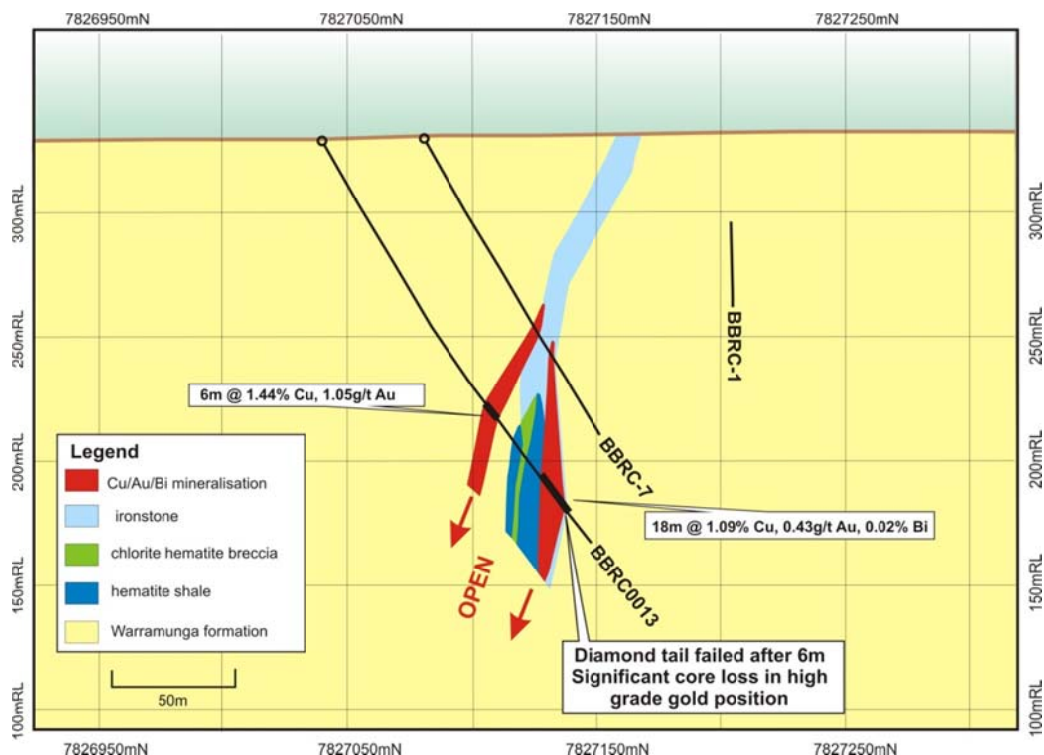 7826950mN
7827050mN
7827150mN
7827250mN
300mRL
300mRL
250mRL
250mRL
BBRC-1
6m @ 1.44% Cu, 1.05g/t Au
200mRL
200mRL
BBRC-7
18m @ 1.09% Cu, 0.43g/t Au, 0.02% Bi
Legend
Cu/Au/Bi mineralisation
ironstone
chlorite hematite breccia
hematite shale
Warramunga formation
50m
OPEN
BBRC0013
150mRL
150mRL
Diamond tail failed after 6m
Significant core loss in high
grade gold position
100mRL
100mRL
7826950mN
7827050mN
7827150mN
7827250mN